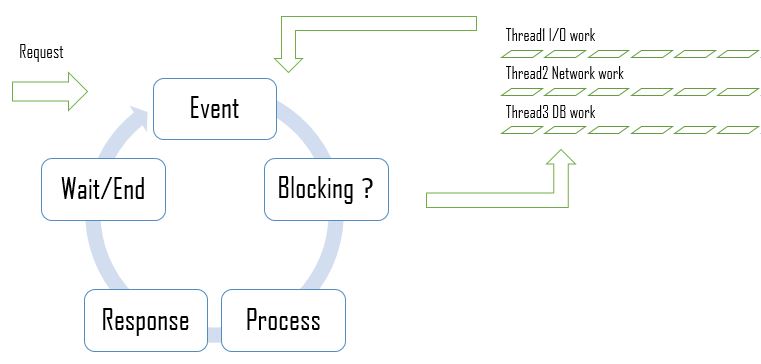 Request
Thread1 I/O work
Thread2 Network work
Thread3 DB work
Event
Wait/End
Blocking ?
Response
Process